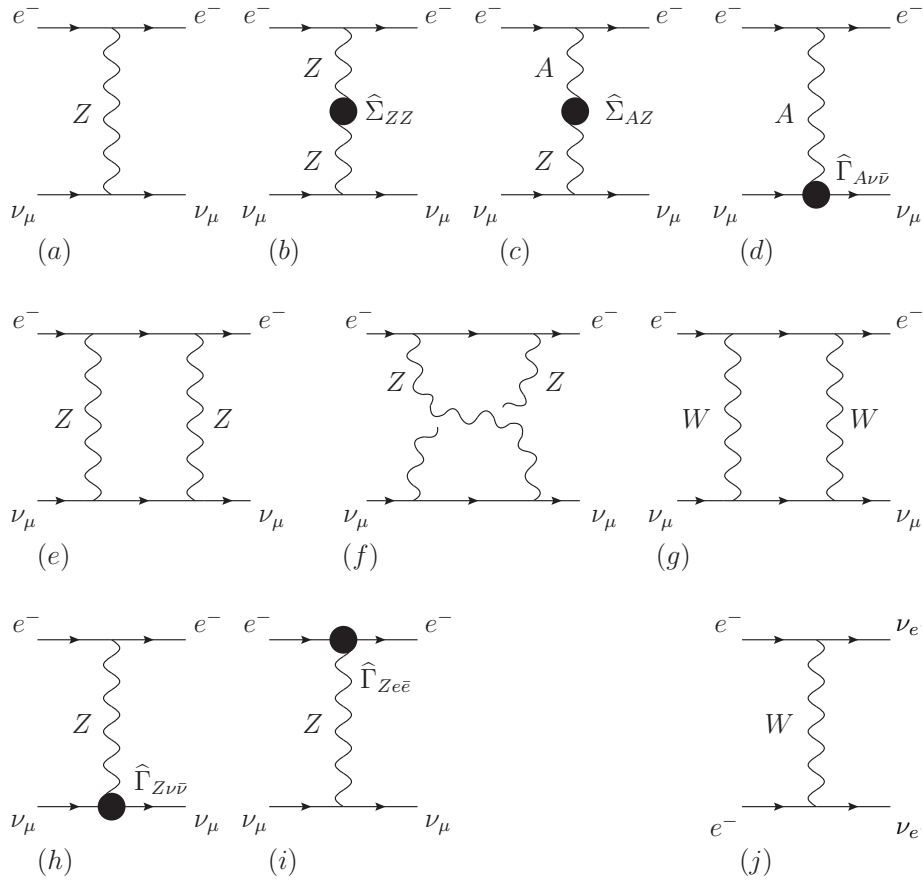 e⁻ e⁻ e⁻ e⁻ e⁻ e⁻ e⁻ e⁻
Z Z Σ̂_ZZ Z A Σ̂_AZ Z A Γ̂_Aνν̄
ν_μ ν_μ ν_μ ν_μ ν_μ ν_μ ν_μ ν_μ
(a) (b) (c) (d)
e⁻ e⁻ e⁻ e⁻ e⁻ e⁻
Z Z Z Z W W
ν_μ ν_μ ν_μ ν_μ ν_μ ν_μ
(e) (f) (g)
e⁻ e⁻ e⁻ e⁻ e⁻ ν_e
Z Γ̂_Zνν̄ Z Γ̂_Zeē W
ν_μ ν_μ ν_μ ν_μ e⁻ ν_e
(h) (i) (j)